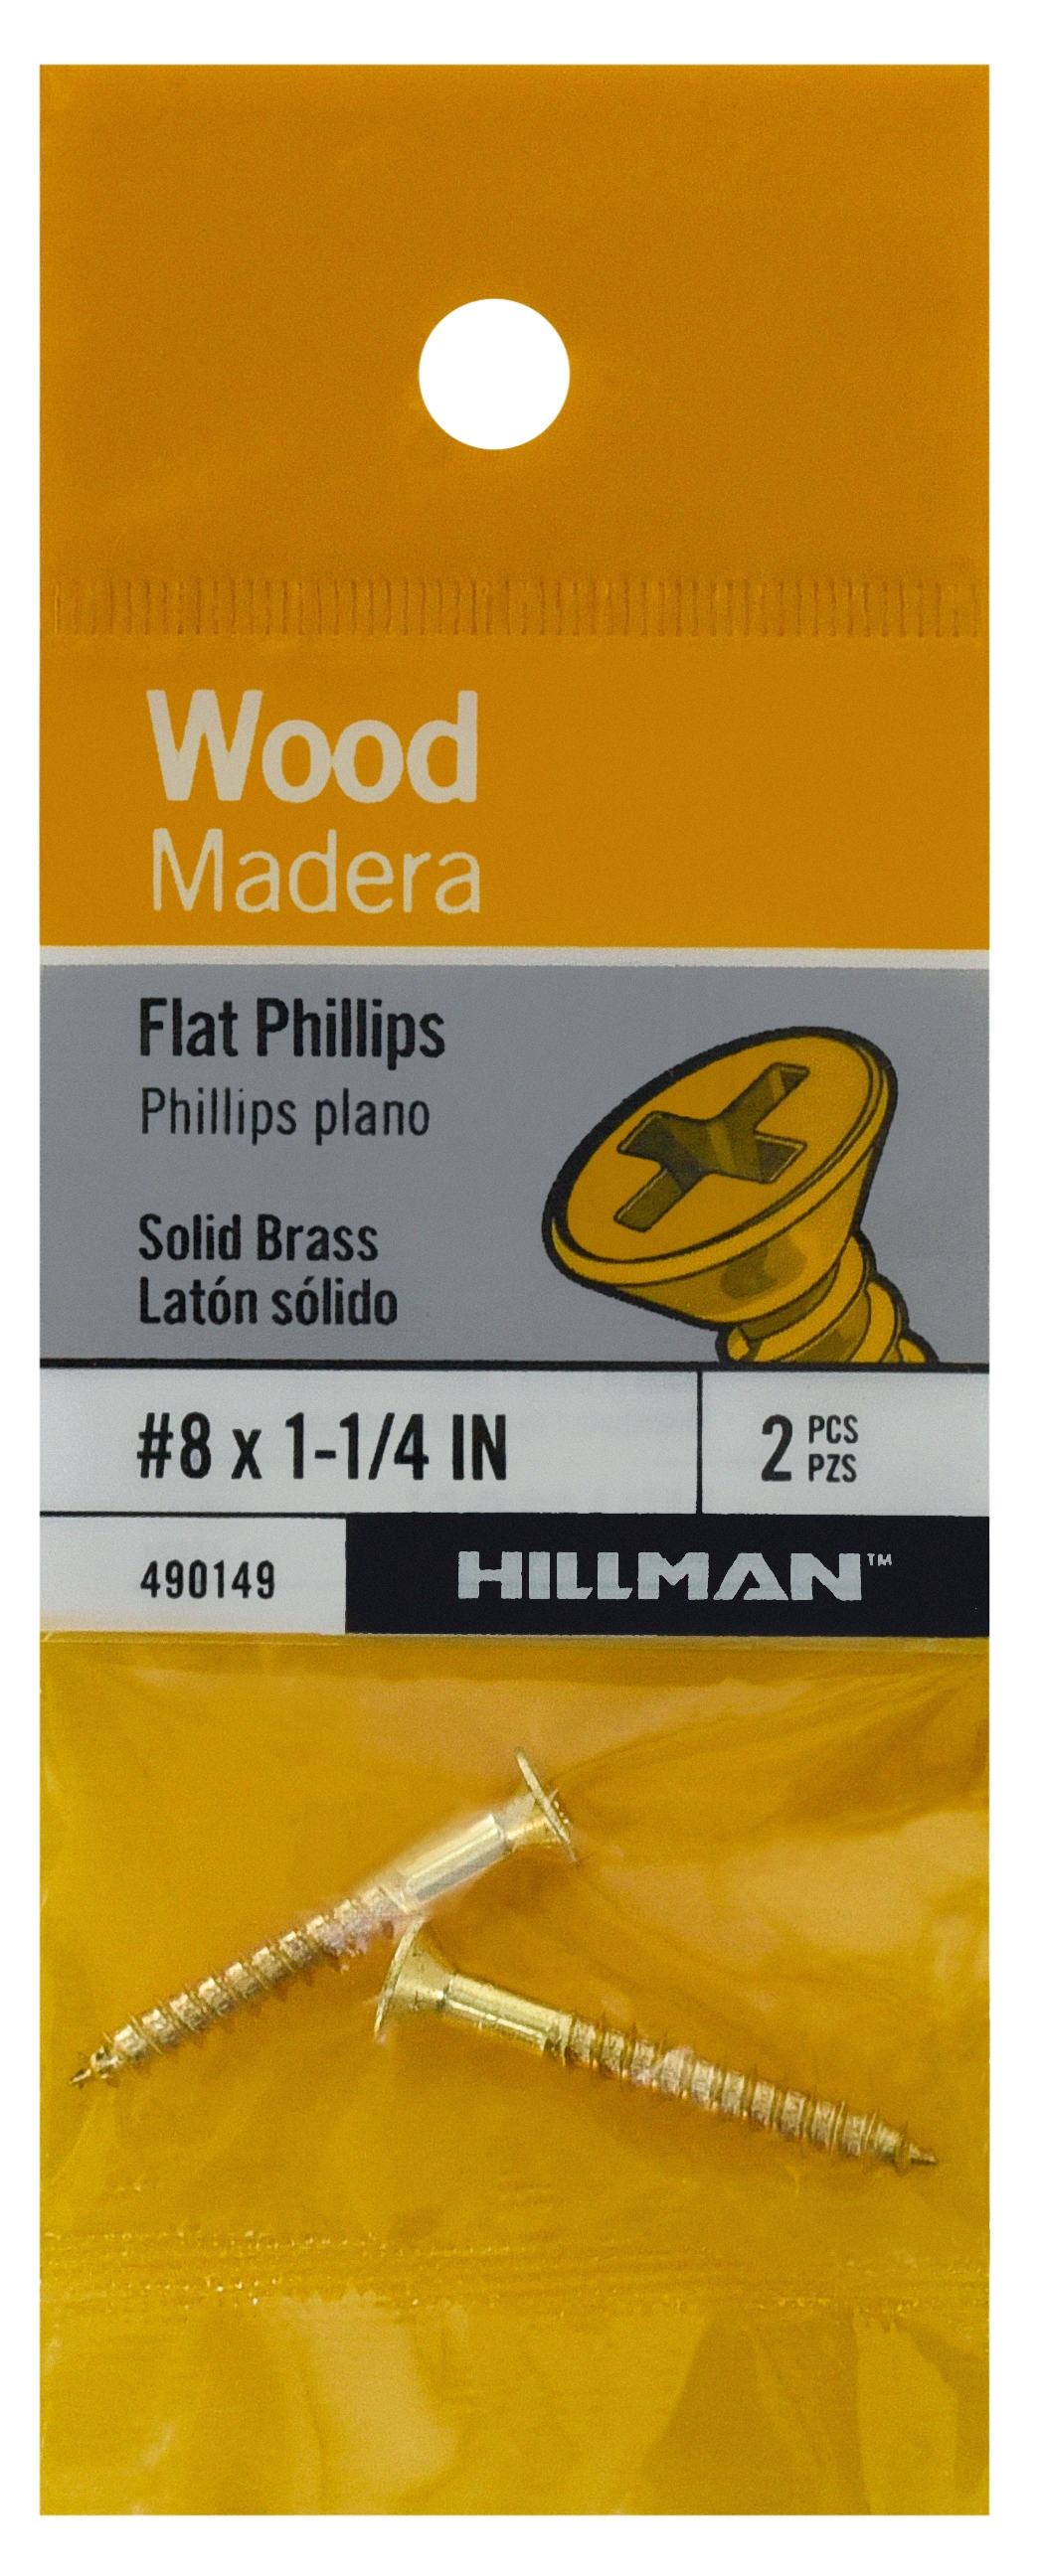 Wood
Madera
Flat Phillips
Phillips plano
Solid Brass
Latón sólido
#8 x 1-1/4 IN
2 PCS
PZS
490149
HILLMAN™